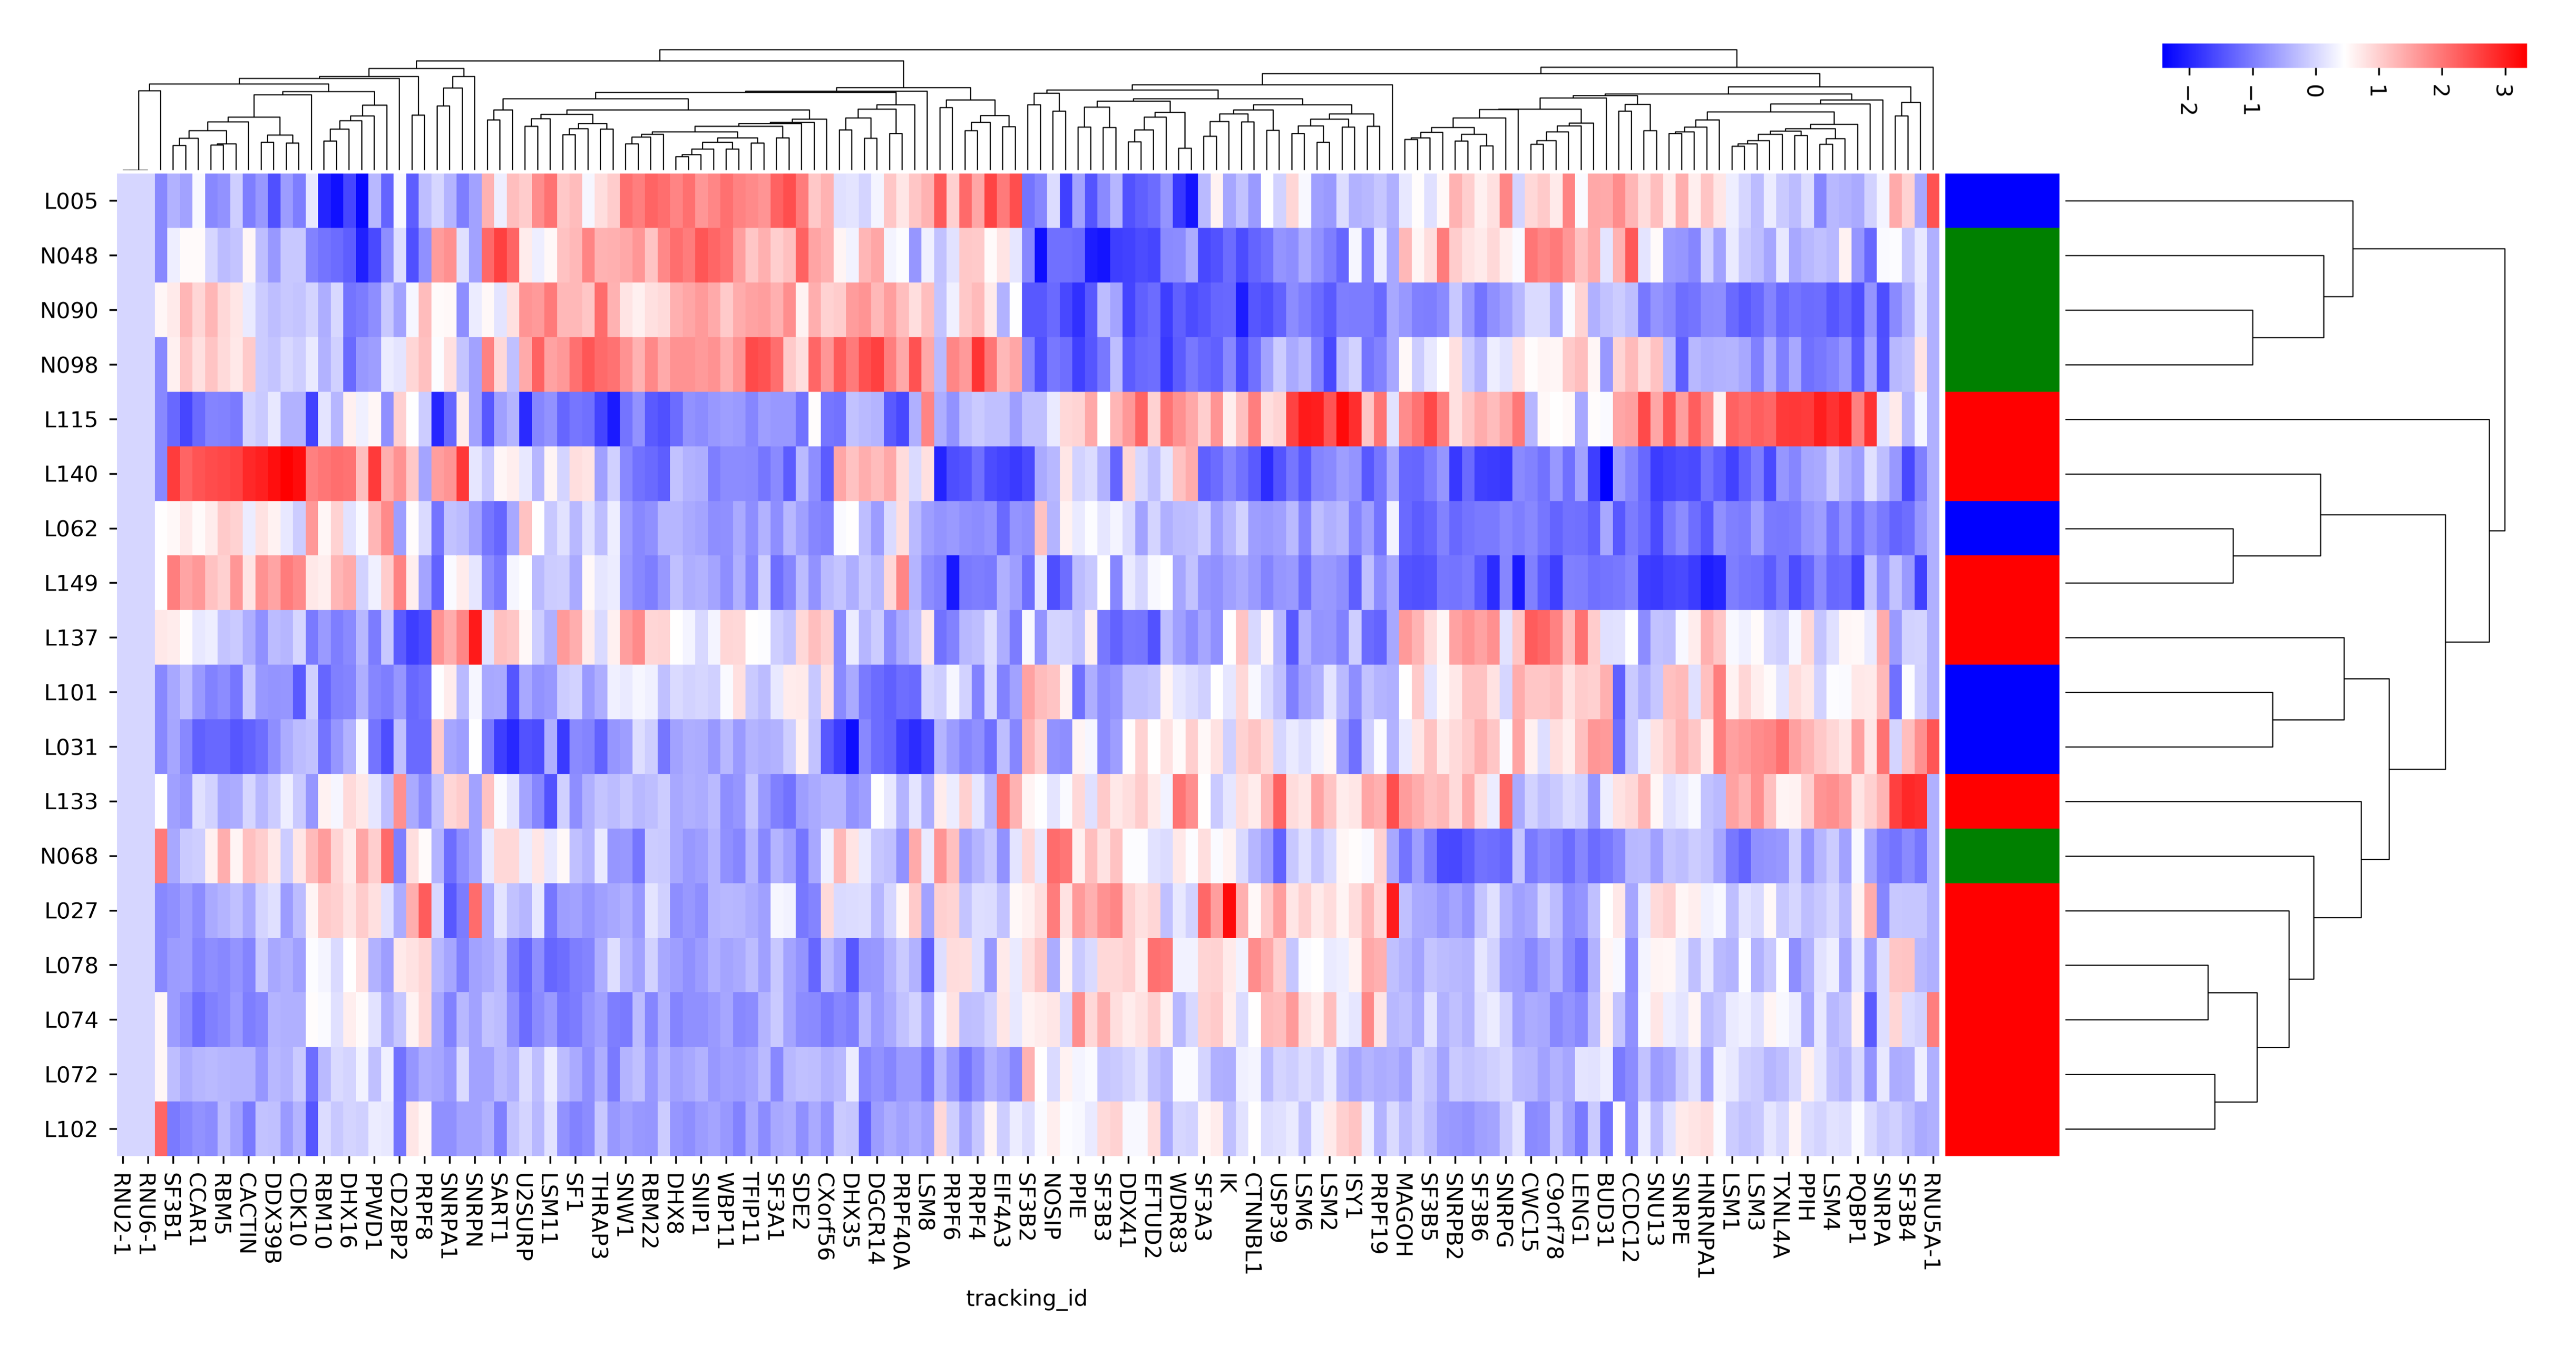 −2 −1 0 1 2 3
L005
N048
N090
N098
L115
L140
L062
L149
L137
L101
L031
L133
N068
L027
L078
L074
L072
L102
RNU2-1
RNU6-1
SF3B1
CCAR1
RBM5
CACTIN
DDX39B
CDK10
RBM10
DHX16
PPWD1
CD2BP2
PRPF8
SNRPA1
SNRPN
SART1
U2SURP
LSM11
SF1
THRAP3
SNW1
RBM22
DHX8
SNIP1
WBP11
TFIP11
SF3A1
SDE2
CXorf56
DHX35
DGCR14
PRPF40A
LSM8
PRPF6
PRPF4
EIF4A3
SF3B2
NOSIP
PPIE
SF3B3
DDX41
EFTUD2
WDR83
SF3A3
IK
CTNNBL1
USP39
LSM6
LSM2
ISY1
PRPF19
MAGOH
SF3B5
SNRPB2
SF3B6
SNRPG
CWC15
C9orf78
LENG1
BUD31
CCDC12
SNU13
SNRPE
HNRNPA1
LSM1
LSM3
TXNL4A
PPIH
LSM4
PQBP1
SNRPA
SF3B4
RNU5A-1
tracking_id